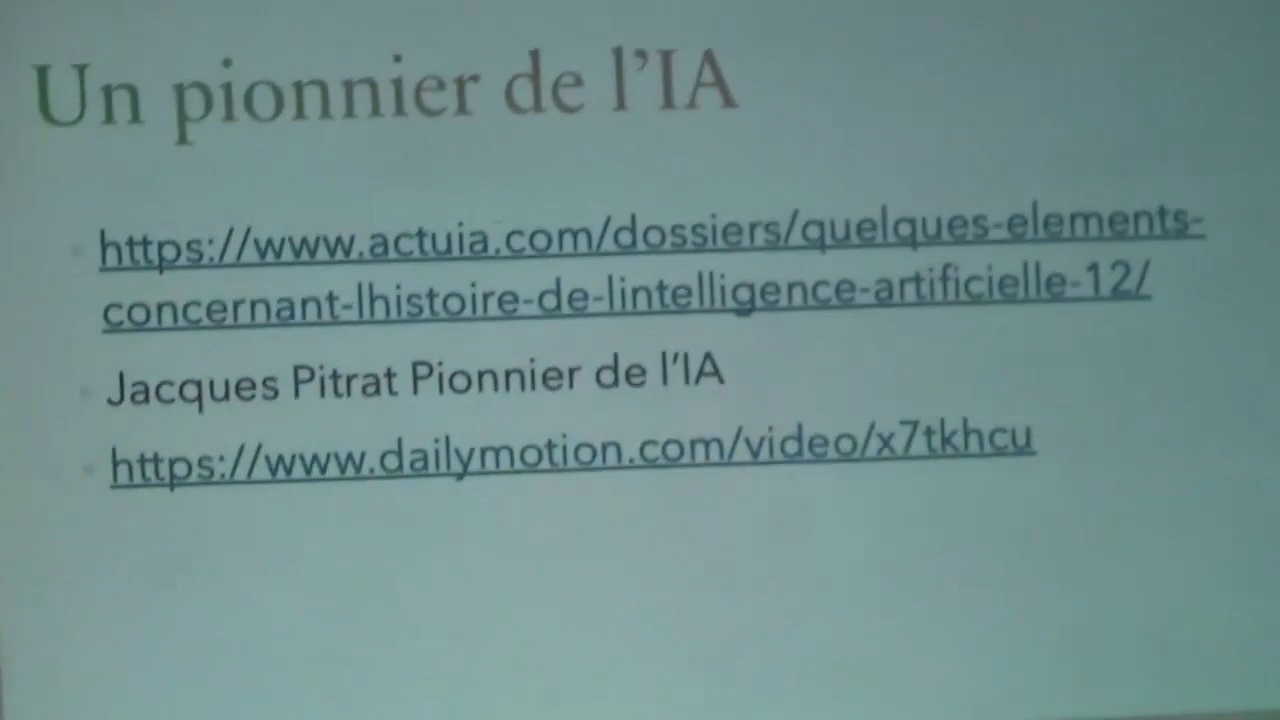 Un pionnier de l'IA
https://www.actuia.com/dossiers/quelques-elements-
concernant-lhistoire-de-lintelligence-artificielle-12/
Jacques Pitrat Pionnier de l'IA
https://www.dailymotion.com/video/x7tkhcu